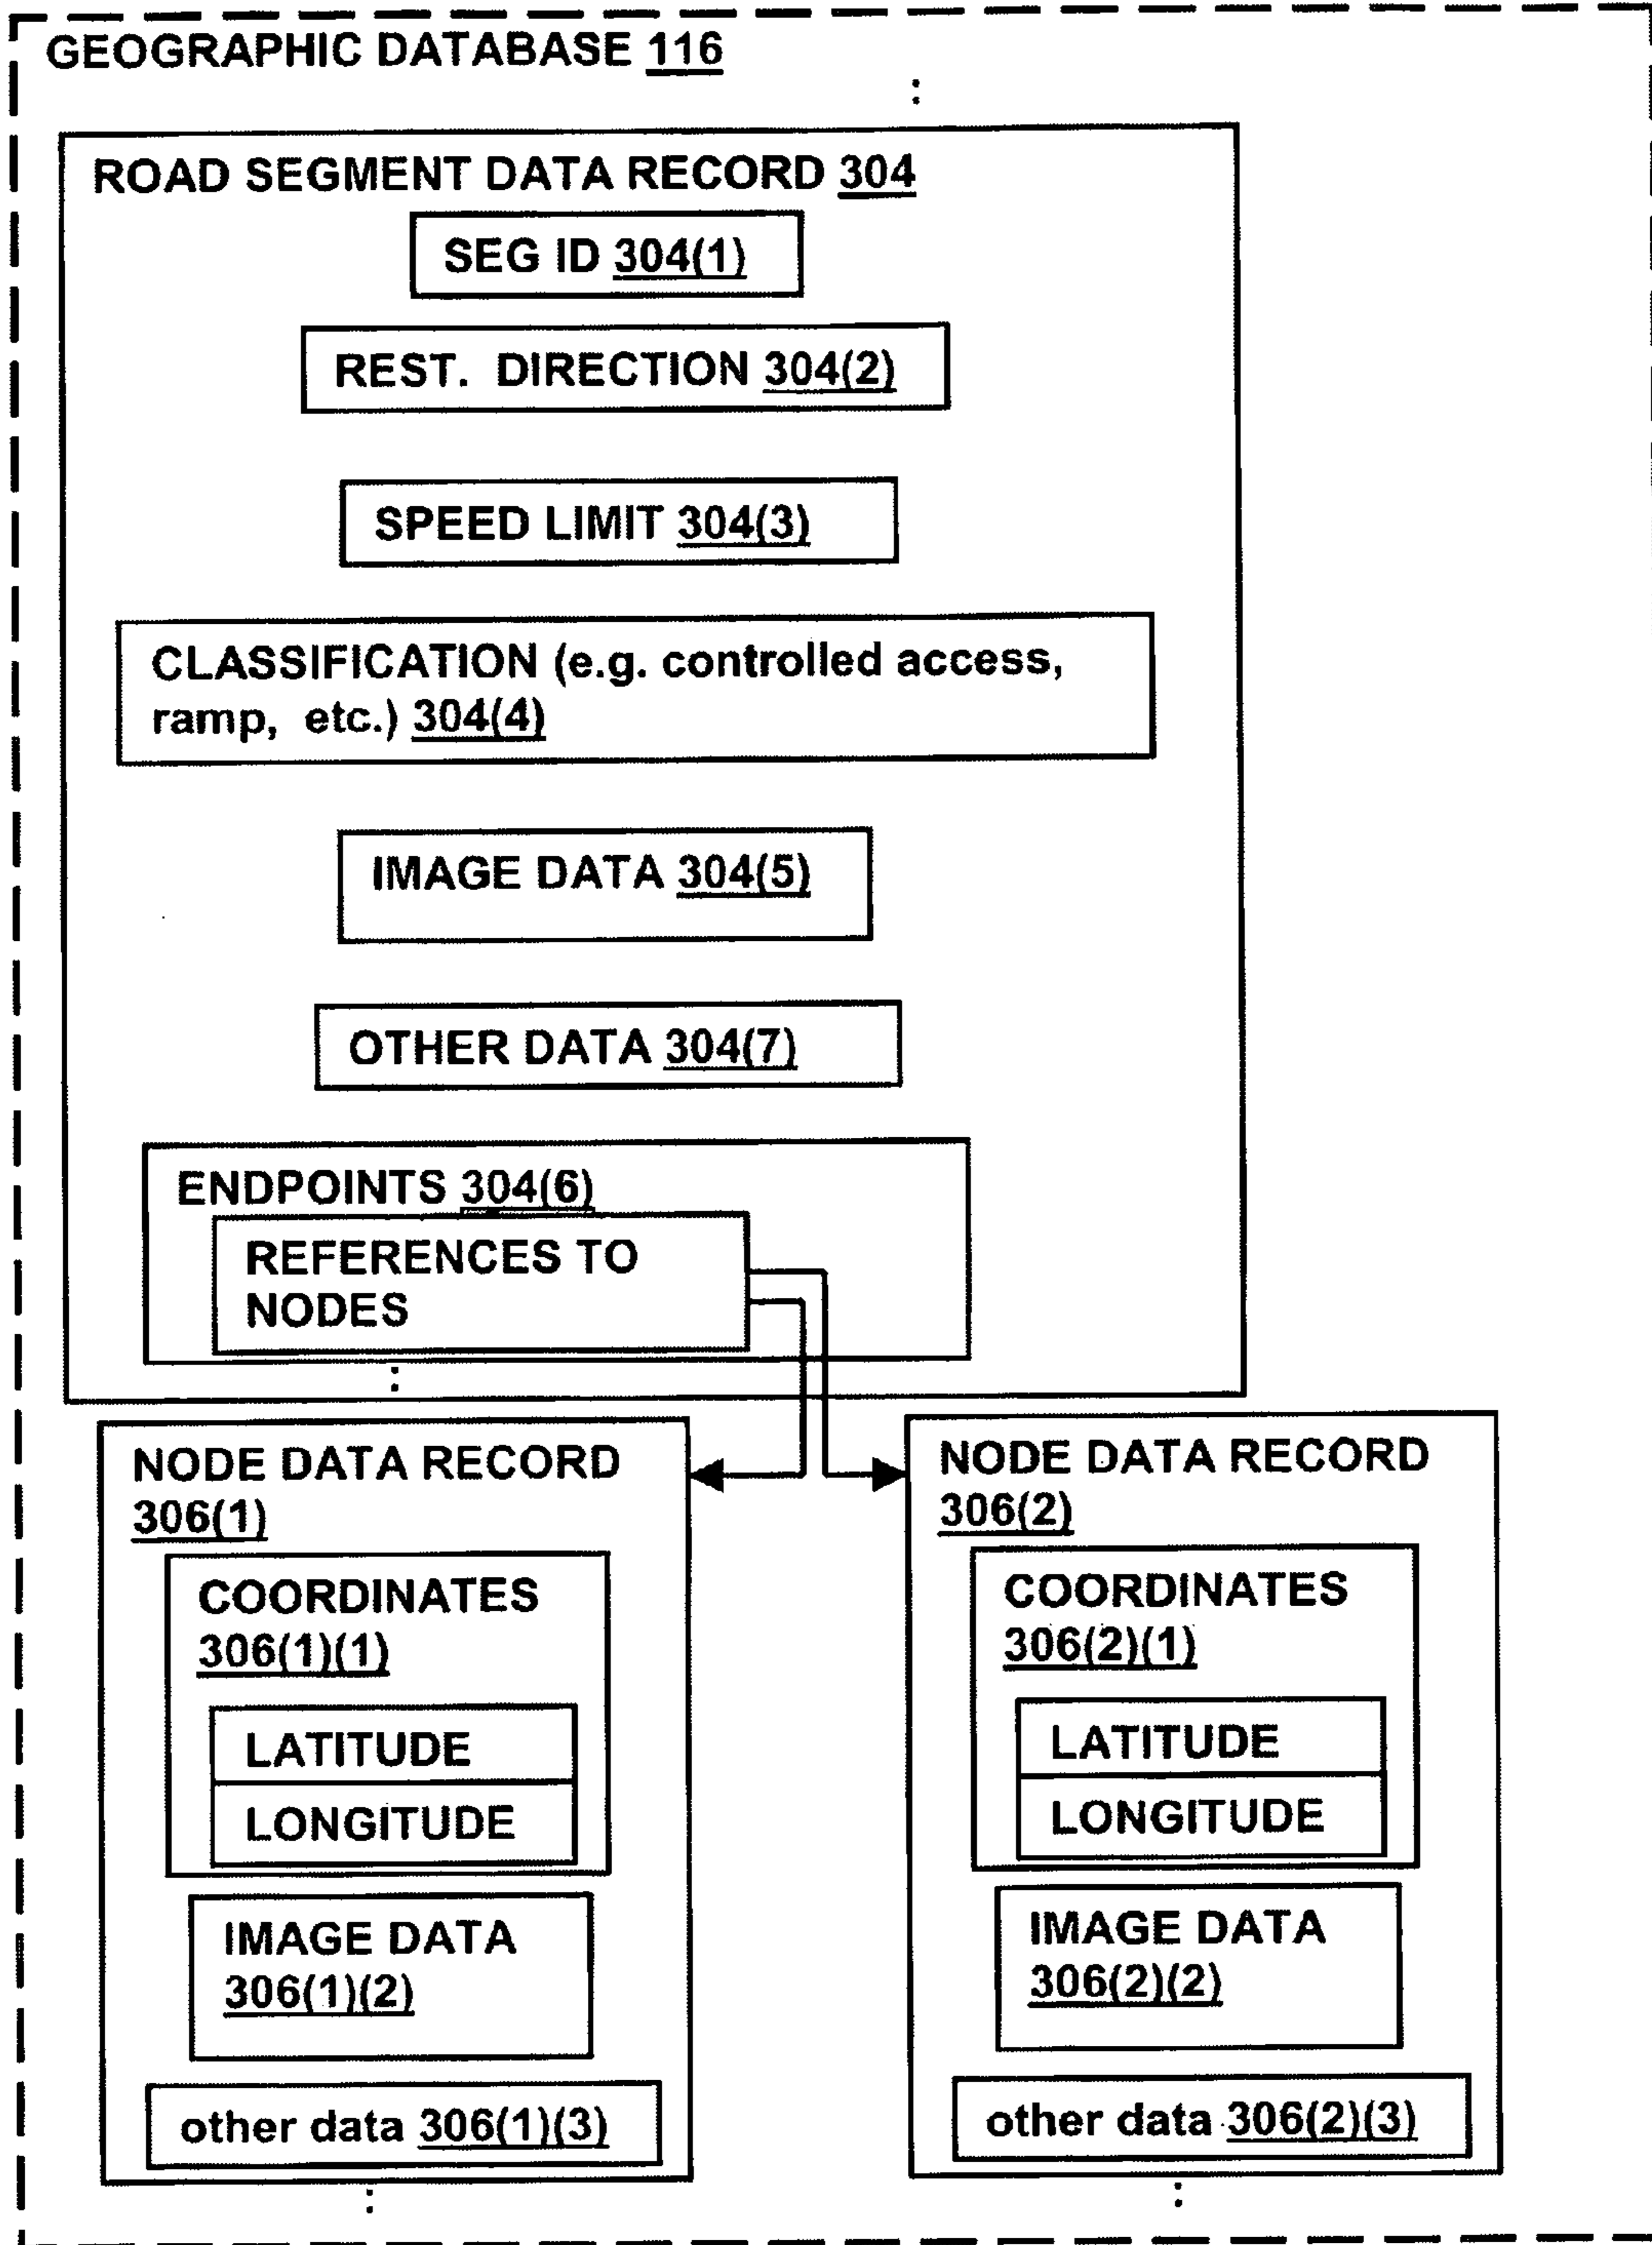 GEOGRAPHIC DATABASE 116
ROAD SEGMENT DATA RECORD 304
SEG ID 304(1)
REST. DIRECTION 304(2)
SPEED LIMIT 304(3)
CLASSIFICATION (e.g. controlled access,
ramp, etc.) 304(4)
IMAGE DATA 304(5)
OTHER DATA 304(7)
ENDPOINTS 304(6)
REFERENCES TO
NODES
NODE DATA RECORD
306(1)
COORDINATES
306(1)(1)
LATITUDE
LONGITUDE
IMAGE DATA
306(1)(2)
other data 306(1)(3)
NODE DATA RECORD
306(2)
COORDINATES
306(2)(1)
LATITUDE
LONGITUDE
IMAGE DATA
306(2)(2)
other data 306(2)(3)